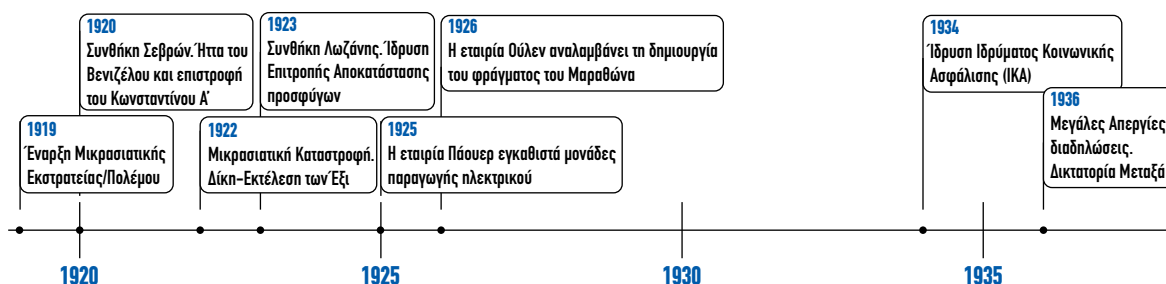 1920
Συνθήκη Σεβρών. Ήττα του
Βενιζέλου και επιστροφή
του Κωνσταντίνου Α'
1923
Συνθήκη Λωζάνης. Ίδρυση
Επιτροπής Αποκατάστασης
προσφύγων
1926
Η εταιρία Ούλεν αναλαμβάνει τη δημιουργία
του φράγματος του Μαραθώνα
1934
Ίδρυση Ιδρύματος Κοινωνικής
Ασφάλισης (ΙΚΑ)
1919
Έναρξη Μικρασιατικής
Εκστρατείας/Πολέμου
1922
Μικρασιατική Καταστροφή.
Δίκη-Εκτέλεση των Έξι
1925
Η εταιρία Πάουερ εγκαθιστά μονάδες
παραγωγής ηλεκτρικού
1936
Μεγάλες Απεργίες,
διαδηλώσεις.
Δικτατορία Μεταξά
1920
1925
1930
1935